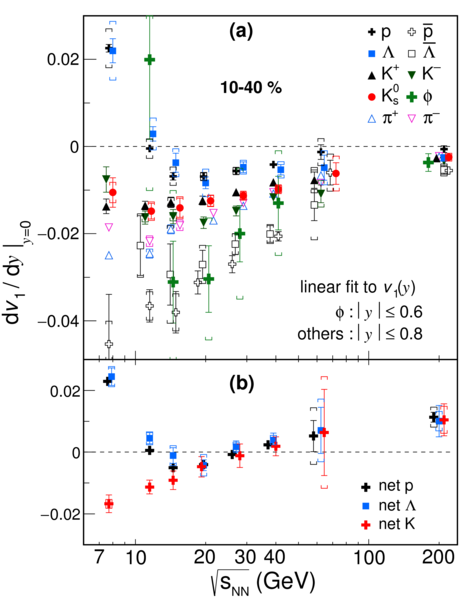 (a)
10-40 %
p
p̅
Λ
Λ̅
K⁺
K⁻
K⁰ₛ
ϕ
π⁺
π⁻
0.02
0
−0.02
−0.04
dv₁ / dy |y=0
linear fit to v₁(y)
ϕ : | y | ≤ 0.6
others : | y | ≤ 0.8
(b)
0.02
0
−0.02
net p
net Λ
net K
7 10 20 30 100 200
√sNN (GeV)